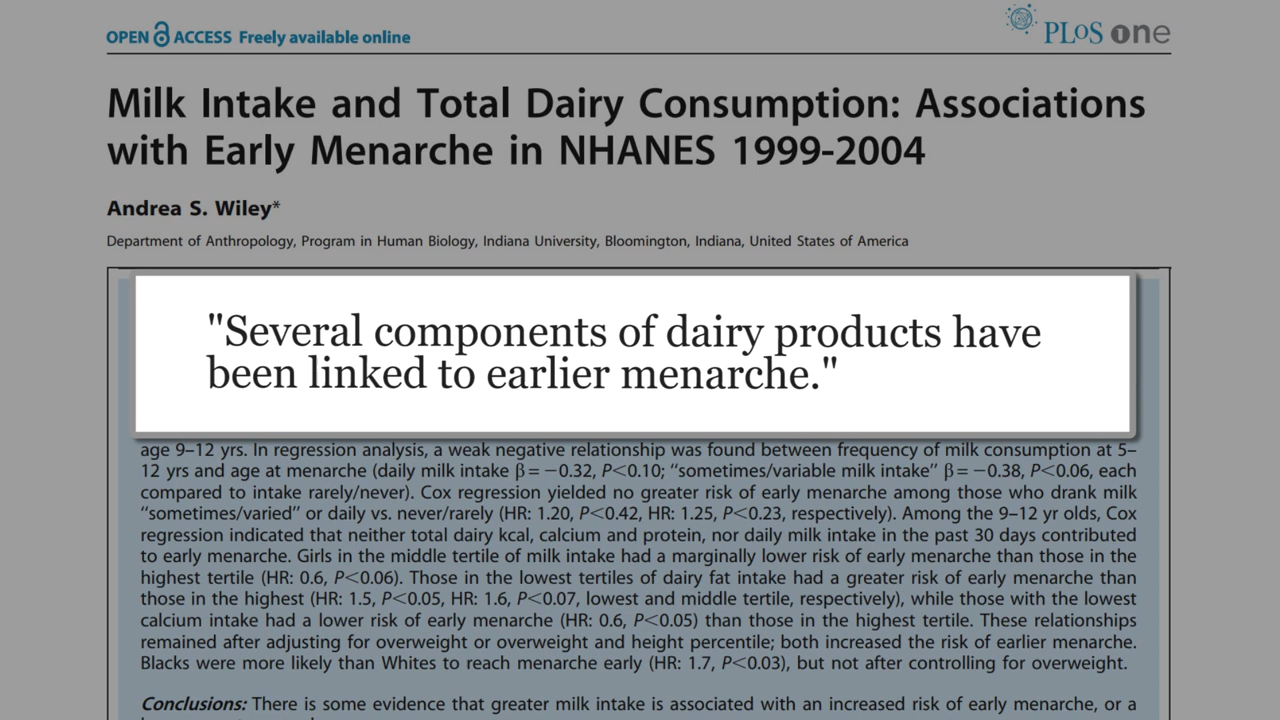 OPEN ACCESS Freely available online
PLoS one
Milk Intake and Total Dairy Consumption: Associations
with Early Menarche in NHANES 1999-2004
Andrea S. Wiley*
Department of Anthropology, Program in Human Biology, Indiana University, Bloomington, Indiana, United States of America
"Several components of dairy products have
been linked to earlier menarche."
age 9–12 yrs. In regression analysis, a weak negative relationship was found between frequency of milk consumption at 5–
12 yrs and age at menarche (daily milk intake β = −0.32, P<0.10; “sometimes/variable milk intake” β = −0.38, P<0.06, each
compared to intake rarely/never). Cox regression yielded no greater risk of early menarche among those who drank milk
“sometimes/varied” or daily vs. never/rarely (HR: 1.20, P<0.42, HR: 1.25, P<0.23, respectively). Among the 9–12 yr olds, Cox
regression indicated that neither total dairy kcal, calcium and protein, nor daily milk intake in the past 30 days contributed
to early menarche. Girls in the middle tertile of milk intake had a marginally lower risk of early menarche than those in the
highest tertile (HR: 0.6, P<0.06). Those in the lowest tertiles of dairy fat intake had a greater risk of early menarche than
those in the highest (HR: 1.5, P<0.05, HR: 1.6, P<0.07, lowest and middle tertile, respectively), while those with the lowest
calcium intake had a lower risk of early menarche (HR: 0.6, P<0.05) than those in the highest tertile. These relationships
remained after adjusting for overweight or overweight and height percentile; both increased the risk of earlier menarche.
Blacks were more likely than Whites to reach menarche early (HR: 1.7, P<0.03), but not after controlling for overweight.
Conclusions: There is some evidence that greater milk intake is associated with an increased risk of early menarche, or a